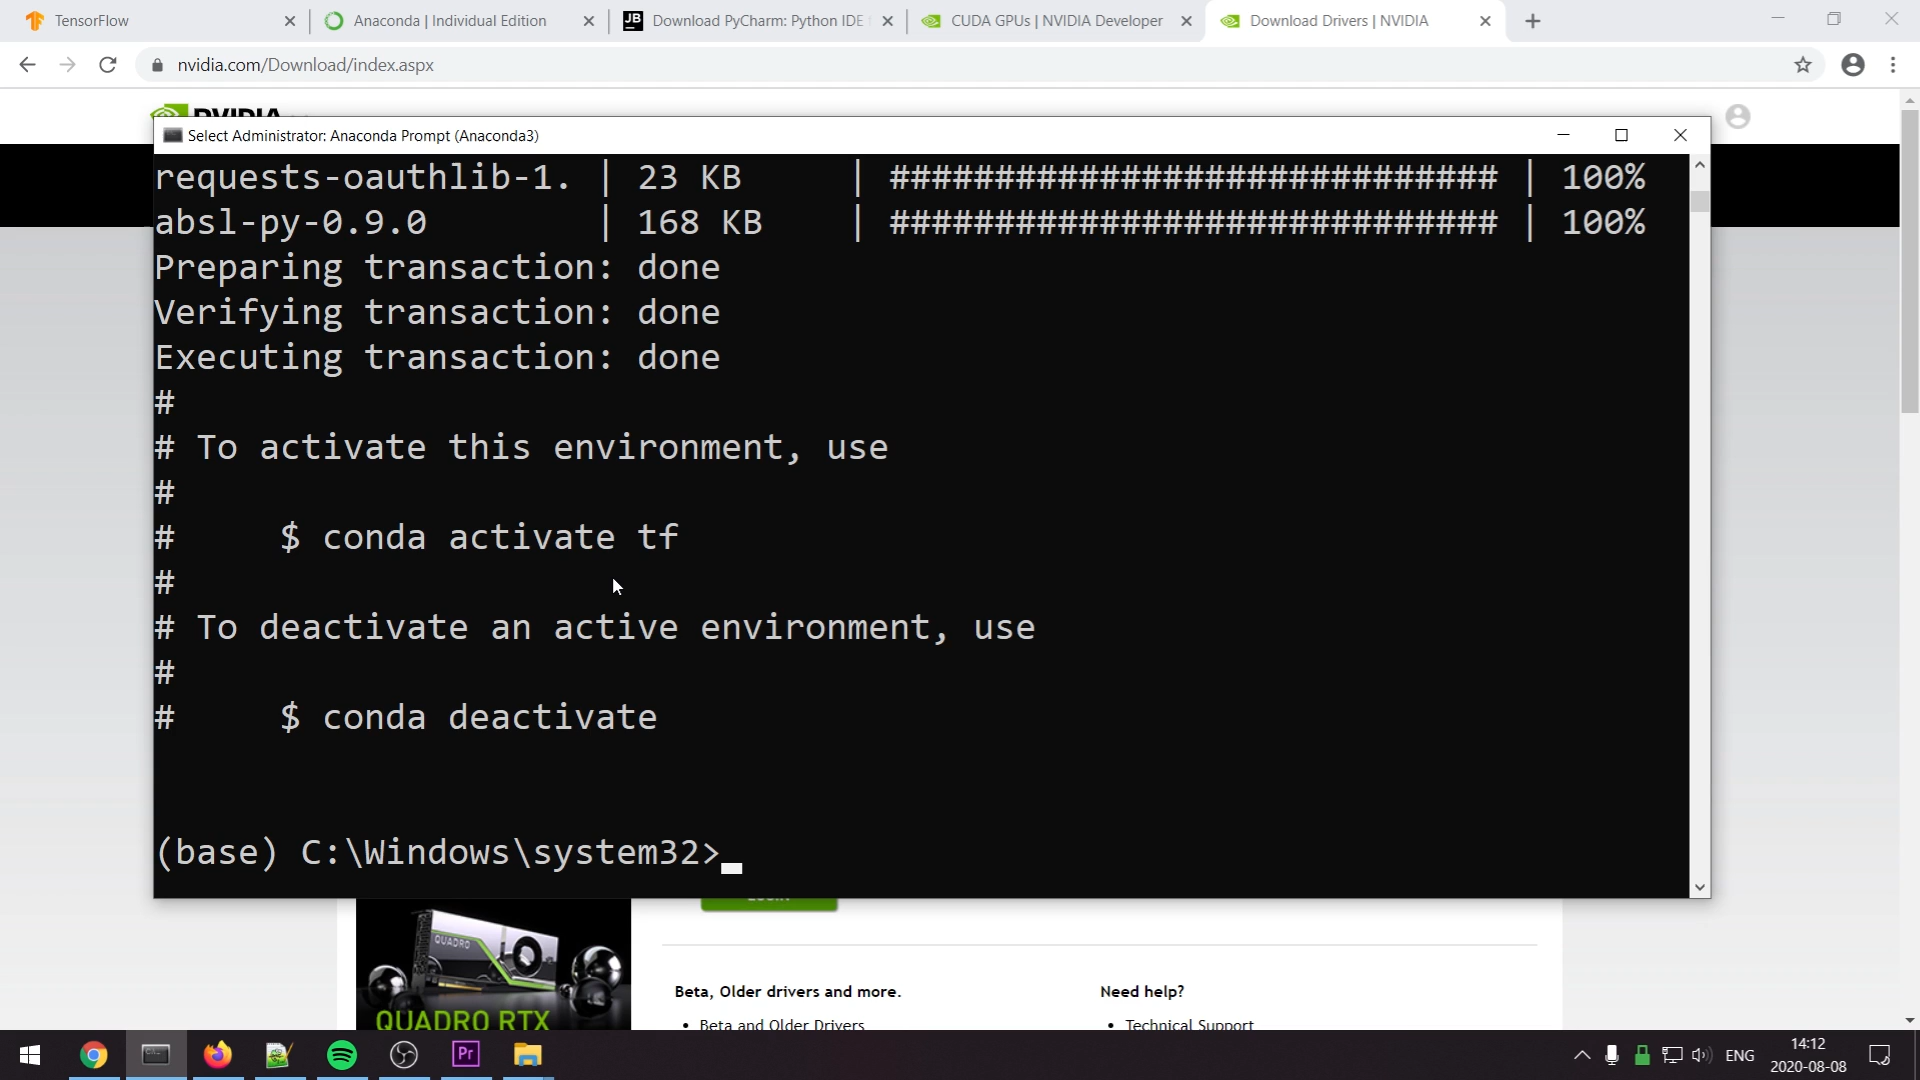 TensorFlow
Anaconda | Individual Edition
Download PyCharm: Python IDE
CUDA GPUs | NVIDIA Developer
Download Drivers | NVIDIA
nvidia.com/Download/index.aspx
NVIDIA
Select Administrator: Anaconda Prompt (Anaconda3)
requests-oauthlib-1. | 23 KB | ############################# | 100%
absl-py-0.9.0 | 168 KB | ############################# | 100%
Preparing transaction: done
Verifying transaction: done
Executing transaction: done
#
# To activate this environment, use
#
# $ conda activate tf
#
# To deactivate an active environment, use
#
# $ conda deactivate
(base) C:\Windows\system32>
QUADRO
QUADRO RTX
Beta, Older drivers and more.
• Beta and Older Drivers
Need help?
• Technical Support
Pr
ENG
14:12
2020-08-08